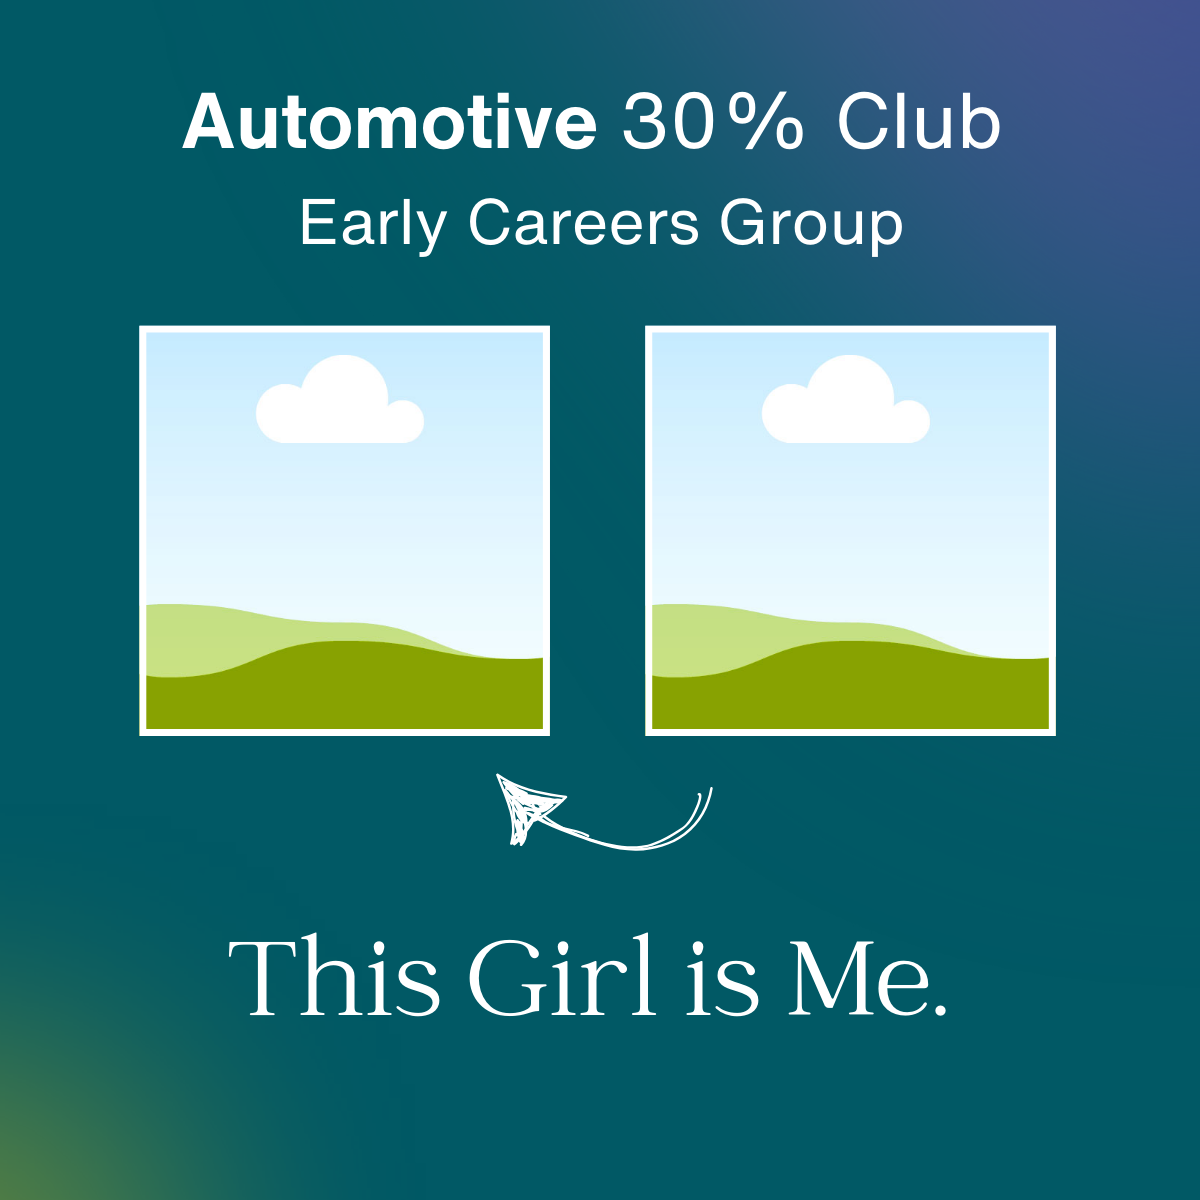 Automotive 30% Club
Early Careers Group
This Girl is Me.